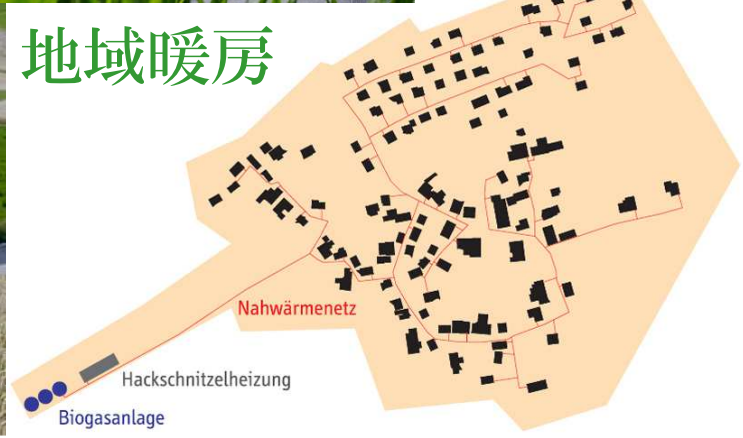 地域暖房
Nahwärmenetz
Hackschnitzelheizung
Biogasanlage